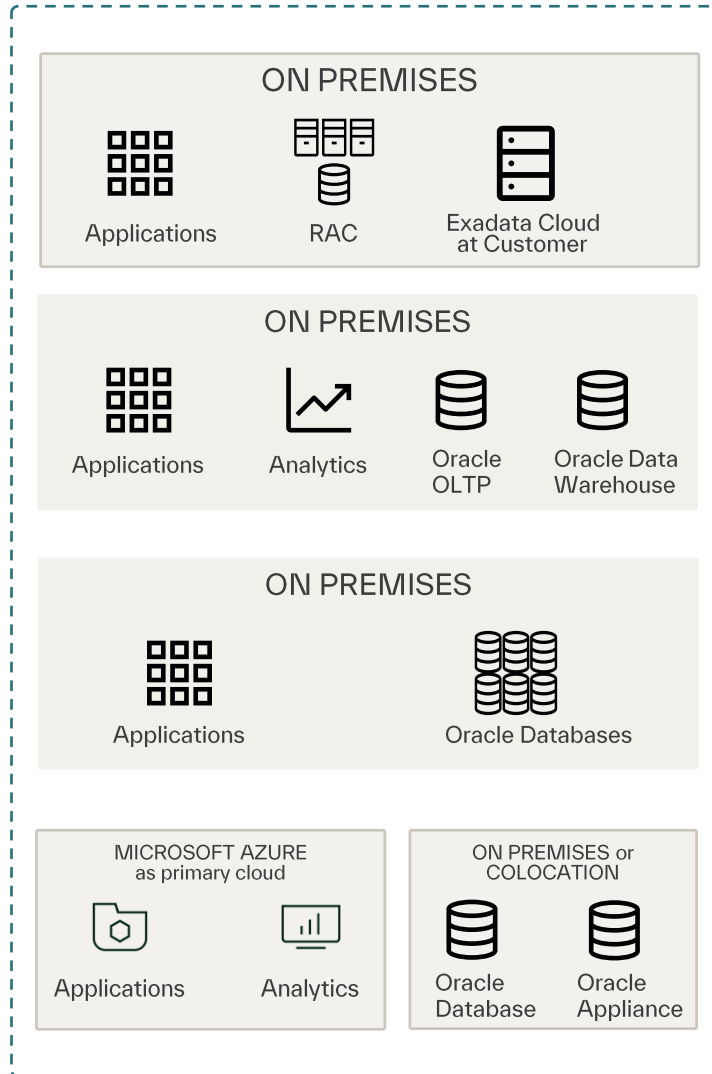 ON PREMISES
Applications
RAC
Exadata Cloud
at Customer
ON PREMISES
Applications
Analytics
Oracle
OLTP
Oracle Data
Warehouse
ON PREMISES
Applications
Oracle Databases
MICROSOFT AZURE
as primary cloud
Applications
Analytics
ON PREMISES or
COLOCATION
Oracle
Database
Oracle
Appliance